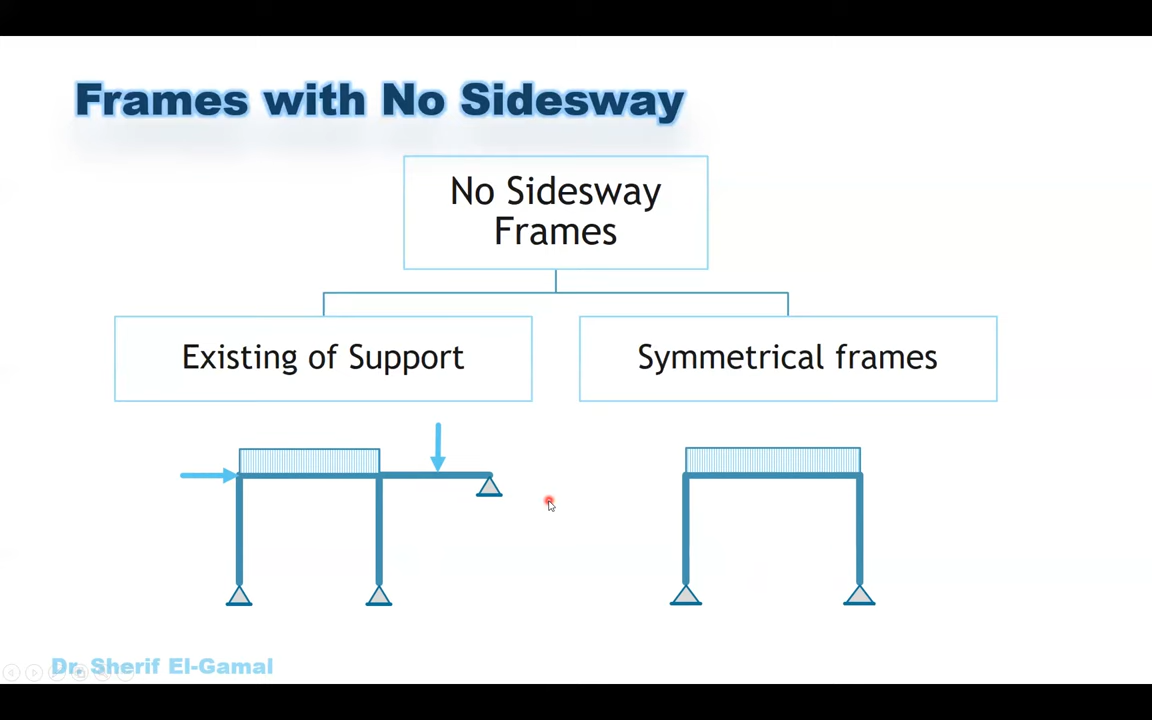 Frames with No Sidesway
No Sidesway
Frames
Existing of Support
Symmetrical frames
Dr. Sherif El-Gamal